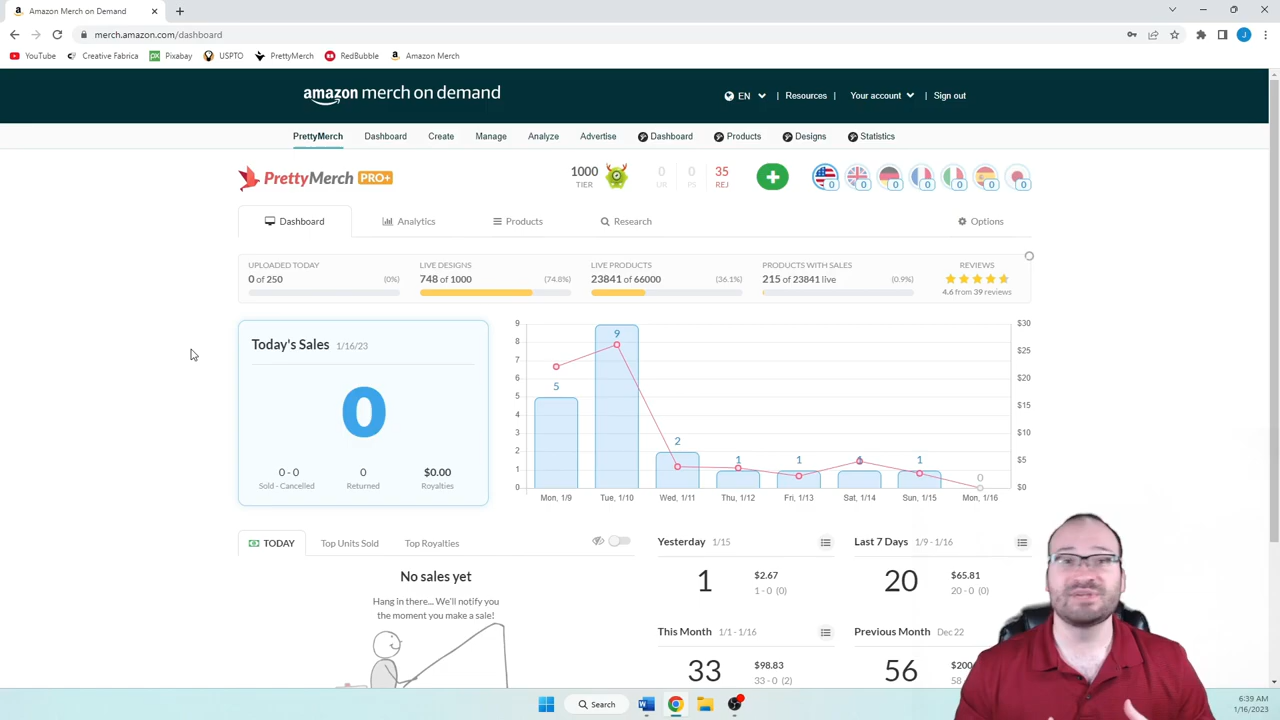 Amazon Merch on Demand
merch.amazon.com/dashboard
YouTube Creative Fabrica Pixabay USPTO PrettyMerch RedBubble Amazon Merch
amazon merch on demand
EN | Resources | Your account | Sign out
PrettyMerch Dashboard Create Manage Analyze Advertise Dashboard Products Designs Statistics
PrettyMerch PRO+
1000 0 0 35
TIER UR PS REJ
0 0 0 0 0 0 0
Dashboard Analytics Products Research Options
UPLOADED TODAY LIVE DESIGNS LIVE PRODUCTS PRODUCTS WITH SALES REVIEWS
0 of 250 (0%) 748 of 1000 (74.8%) 23841 of 66000 (36.1%) 215 of 23841 live (0.9%)
4.6 from 39 reviews
Today's Sales 1/16/23
0
0 - 0 0 $0.00
Sold - Cancelled Returned Royalties
9 $30
8 $25
7 $20
6 $15
5 $10
4 $5
3 $0
2
1
0
5 9 2 1 1 1 0
Mon, 1/9 Tue, 1/10 Wed, 1/11 Thu, 1/12 Fri, 1/13 Sat, 1/14 Sun, 1/15 Mon, 1/16
TODAY Top Units Sold Top Royalties
No sales yet
Hang in there... We'll notify you
the moment you make a sale!
Yesterday 1/15
1 $2.67
1 - 0 (0)
Last 7 Days 1/9 - 1/16
20 $65.81
20 - 0 (0)
This Month 1/1 - 1/16
33 $98.83
33 - 0 (2)
Previous Month Dec 22
56 $200
58
Search
6:39 AM
1/16/2023